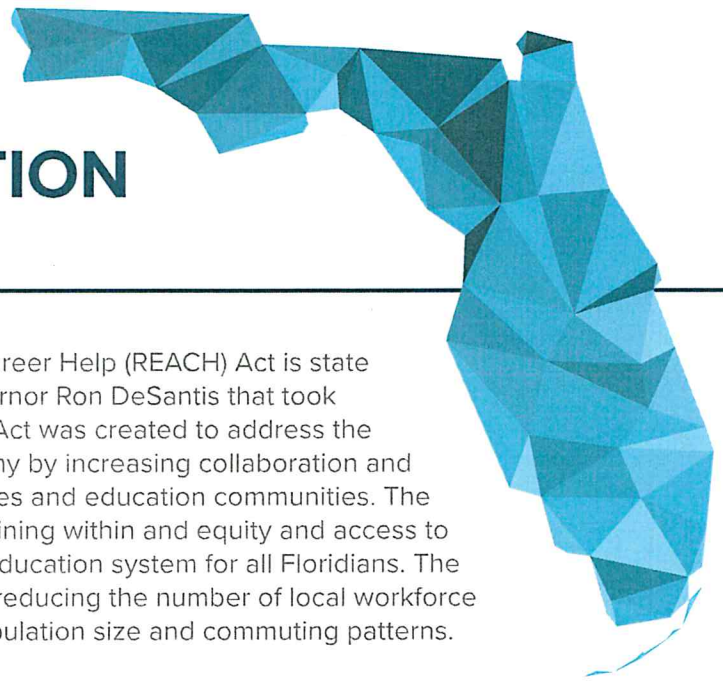 TION
reer Help (REACH) Act is state
rnor Ron DeSantis that took
Act was created to address the
ny by increasing collaboration and
es and education communities. The
ining within and equity and access to
ducation system for all Floridians. The
reducing the number of local workforce
pulation size and commuting patterns.